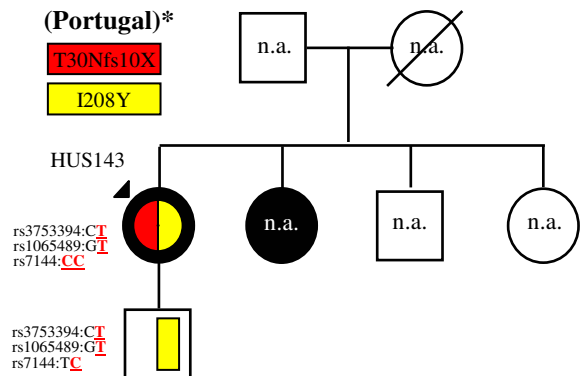 (Portugal)*
T30Nfs10X
I208Y
n.a.
n.a.
HUS143
rs3753394:CT
rs1065489:GT
rs7144:CC
n.a.
n.a.
n.a.
rs3753394:CT
rs1065489:GT
rs7144:TC